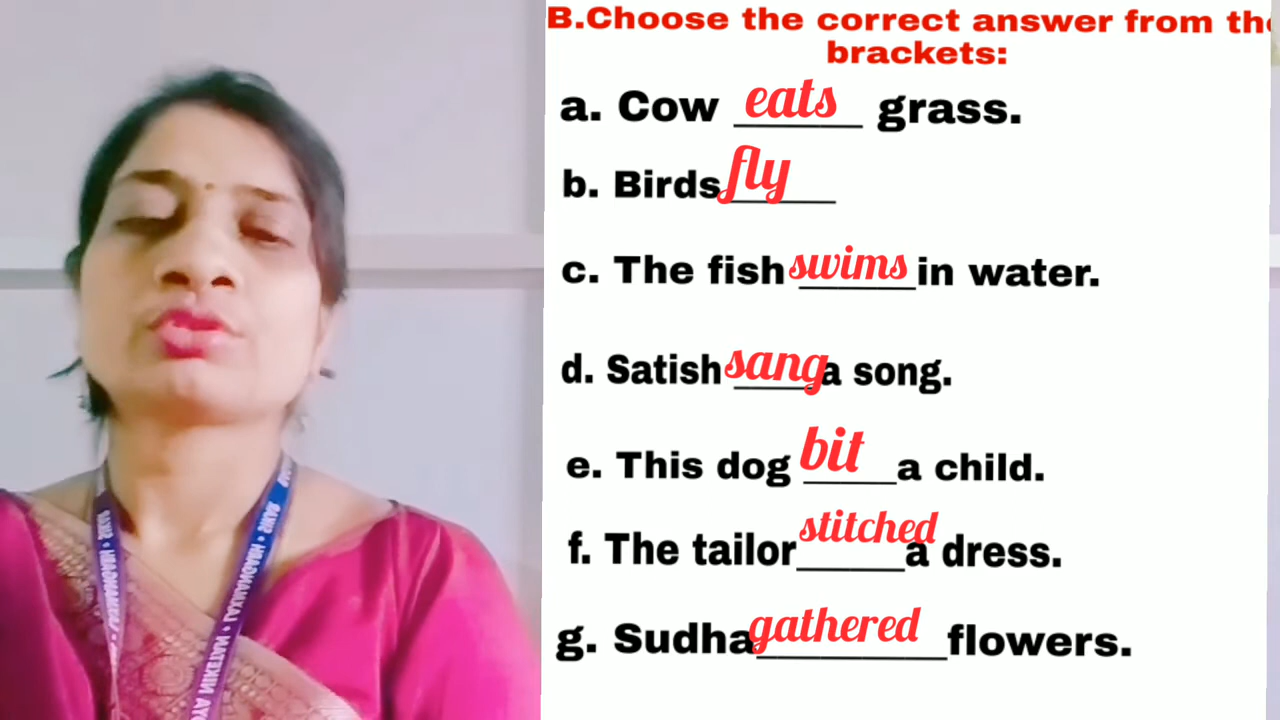 B.Choose the correct answer from the
brackets:
a. Cow eats grass.
b. Birds fly
c. The fish swims in water.
d. Satish sang a song.
e. This dog bit a child.
f. The tailor stitched a dress.
g. Sudha gathered flowers.